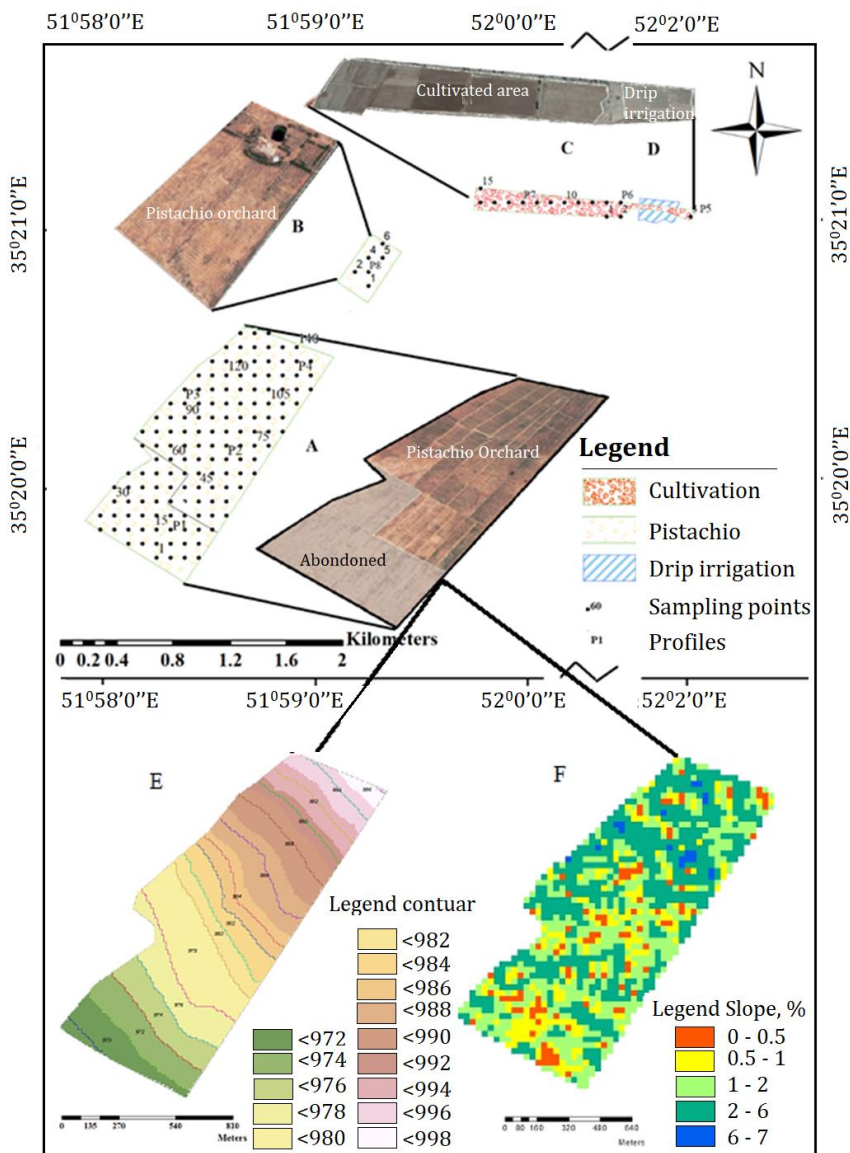 51⁰58’0’’E 51⁰59’0’’E 52⁰0’0’’E 52⁰0’2’’E
N
Cultivated area
Drip
irrigation
C D
15 P7 10 P6 P5
Pistachio orchard
B
6
4 5
2 P8
1
35⁰21’0’’E 35⁰21’0’’E
140
120 P4
P3 105
90
75
60 P2
A
45
30
15 P1
1
Pistachio Orchard
Abondoned
35⁰20’0’’E 35⁰20’0’’E
Legend
Cultivation
Pistachio
Drip irrigation
60 Sampling points
P1 Profiles
Kilometers
0 0.2 0.4 0.8 1.2 1.6 2
51⁰58’0’’E 51⁰59’0’’E 52⁰0’0’’E 52⁰0’2’’E
E
F
Legend contuar
<982
<984
<986
<988
<972 <990
<974 <992
<976 <994
<978 <996
<980 <998
0 135 270 540 810
Meters
Legend Slope, %
0 - 0.5
0.5 - 1
1 - 2
2 - 6
6 - 7
0 80 160 320 480 640
Meters